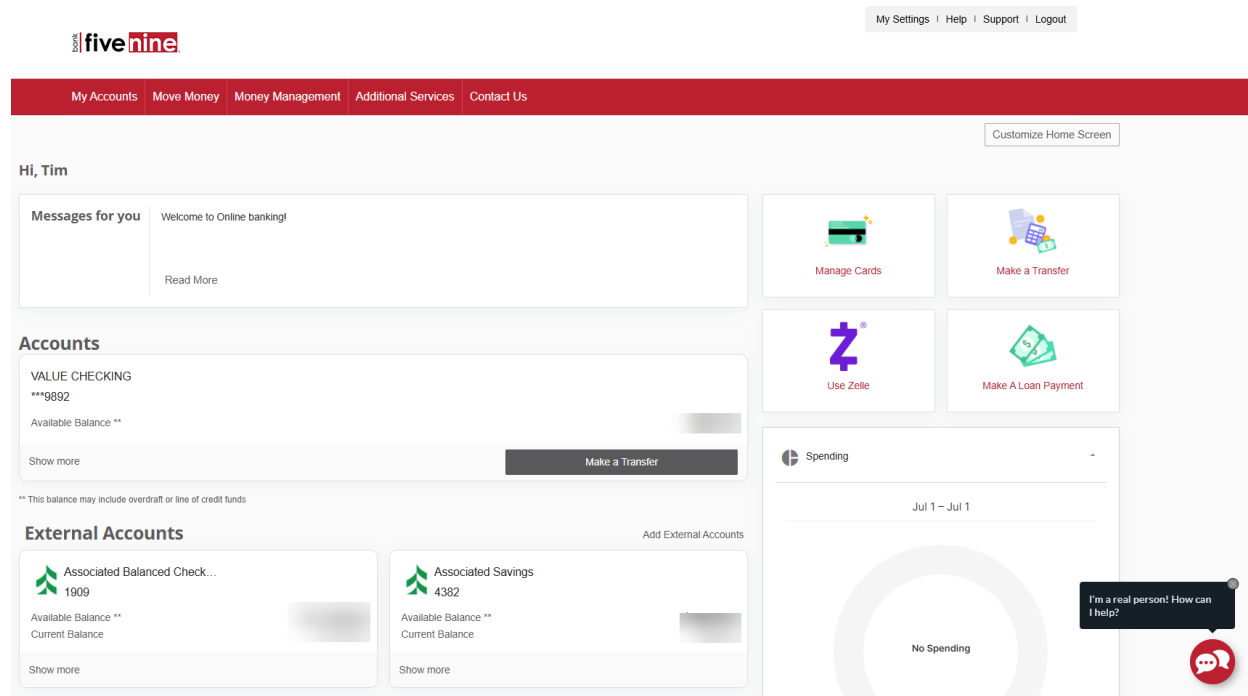 My Settings | Help | Support | Logout
bank fivenine
My Accounts Move Money Money Management Additional Services Contact Us
Customize Home Screen
Hi, Tim
Messages for you
Welcome to Online banking!
Read More
Manage Cards
Make a Transfer
Use Zelle
Make A Loan Payment
Accounts
VALUE CHECKING
***9892
Available Balance **
Show more
Make a Transfer
** This balance may include overdraft or line of credit funds
External Accounts
Add External Accounts
Associated Balanced Check...
1909
Available Balance **
Current Balance
Show more
Associated Savings
4382
Available Balance **
Current Balance
Show more
Spending
Jul 1 – Jul 1
No Spending
I'm a real person! How can
I help?